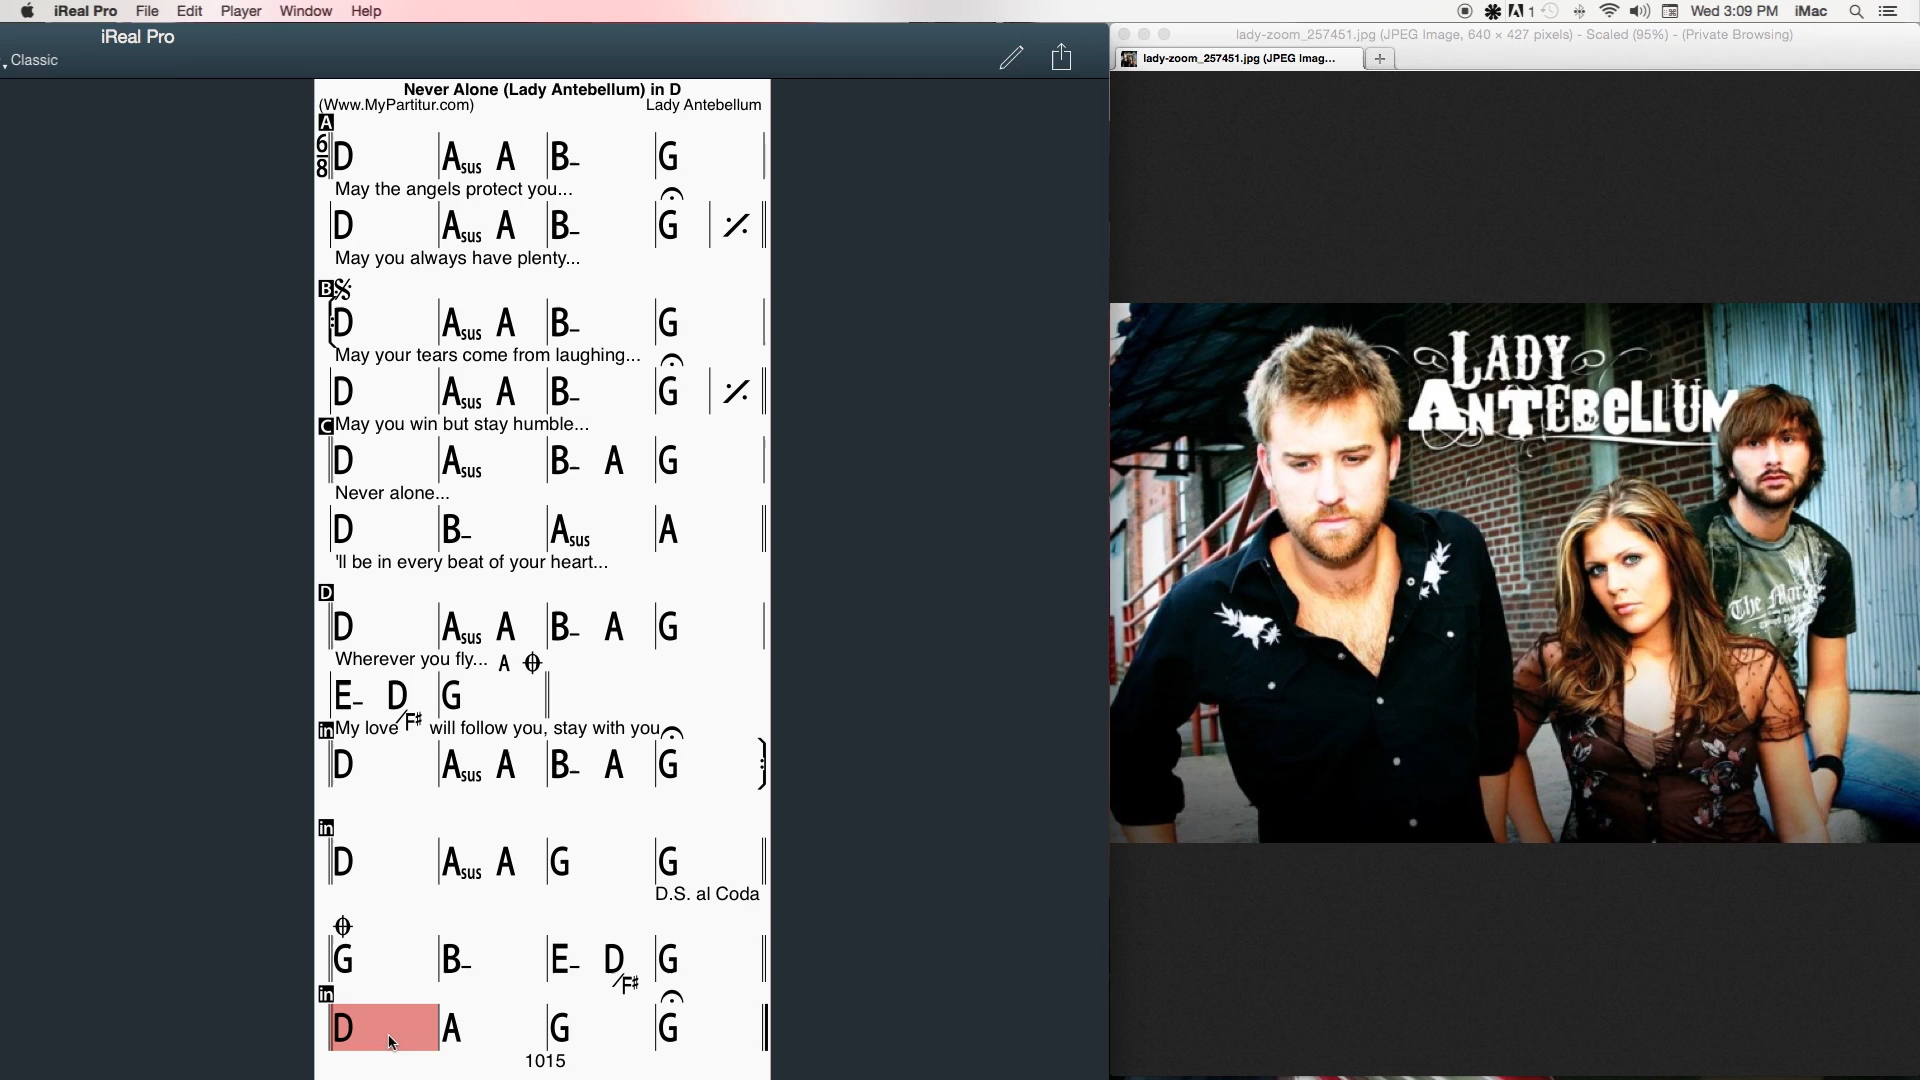 iReal Pro File Edit Player Window Help
1 Wed 3:09 PM iMac
iReal Pro
Classic
Never Alone (Lady Antebellum) in D
(Www.MyPartitur.com) Lady Antebellum
A
6
8
D Asus A B– G
May the angels protect you...
D Asus A B– G
May you always have plenty...
B
D Asus A B– G
May your tears come from laughing...
D Asus A B– G
C May you win but stay humble...
D Asus B– A G
Never alone...
D B– Asus A
'll be in every beat of your heart...
D
D Asus A B– A G
Wherever you fly... A
E– D/F♯ G
in My love will follow you, stay with you
D Asus A B– A G
in
D Asus A G G
D.S. al Coda
G B– E– D/F♯ G
in
D A G G
1015
lady-zoom_257451.jpg (JPEG Image, 640 × 427 pixels) - Scaled (95%) - (Private Browsing)
lady-zoom_257451.jpg (JPEG Imag...
LADY
ANTEBELLUM